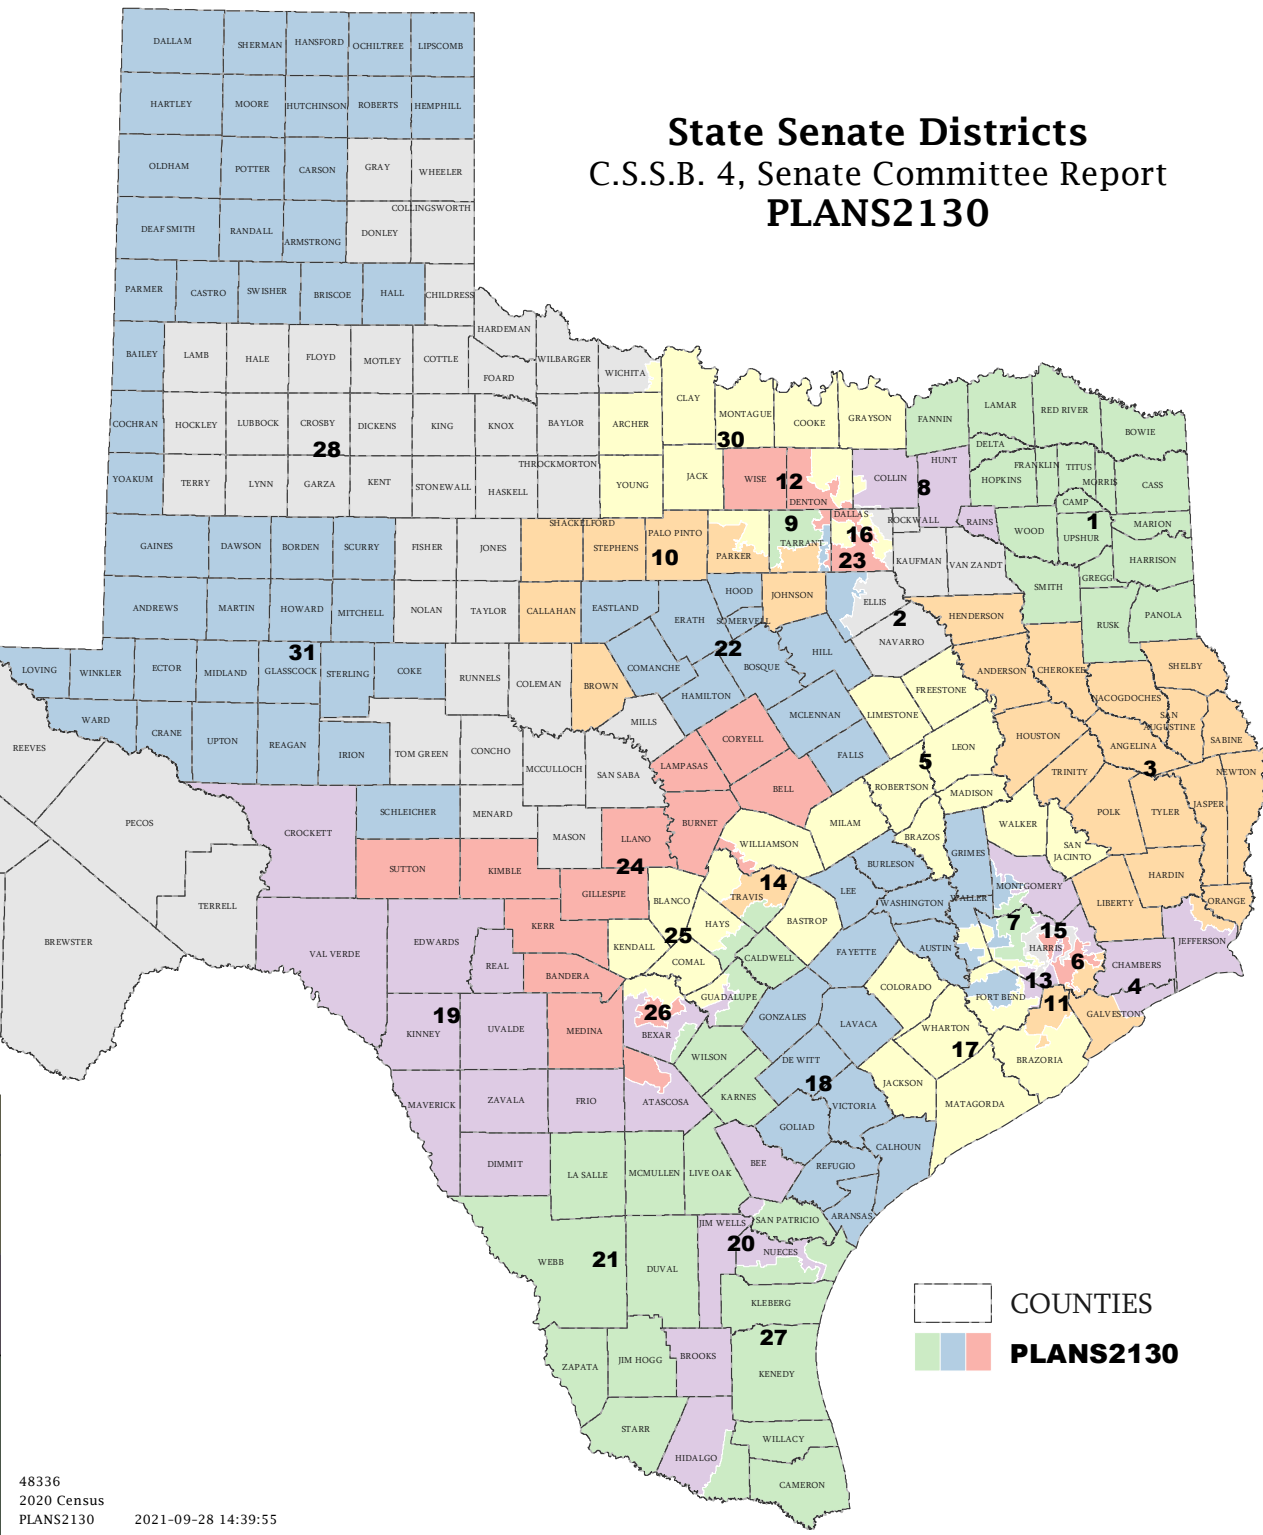 State Senate Districts
C.S.S.B. 4, Senate Committee Report
PLANS2130
DALLAM
SHERMAN
HANSFORD
OCHILTREE
LIPSCOMB
HARTLEY
MOORE
HUTCHINSON
ROBERTS
HEMPHILL
OLDHAM
POTTER
CARSON
GRAY
WHEELER
DEAF SMITH
RANDALL
ARMSTRONG
DONLEY
COLLINGSWORTH
PARMER
CASTRO
SWISHER
BRISCOE
HALL
CHILDRESS
BAILEY
LAMB
HALE
FLOYD
MOTLEY
COTTLE
HARDEMAN
FOARD
WILBARGER
WICHITA
CLAY
MONTAGUE
COOKE
GRAYSON
FANNIN
LAMAR
RED RIVER
BOWIE
COCHRAN
HOCKLEY
LUBBOCK
CROSBY
28
DICKENS
KING
KNOX
BAYLOR
ARCHER
30
DELTA
YOAKUM
TERRY
LYNN
GARZA
KENT
STONEWALL
HASKELL
THROCKMORTON
YOUNG
JACK
WISE
12
DENTON
COLLIN
8
HUNT
HOPKINS
FRANKLIN
TITUS
MORRIS
CASS
CAMP
GAINES
DAWSON
BORDEN
SCURRY
FISHER
JONES
SHACKELFORD
STEPHENS
PALO PINTO
10
PARKER
9
TARRANT
DALLAS
16
23
ROCKWALL
RAINS
WOOD
1
UPSHUR
MARION
HARRISON
KAUFMAN
VAN ZANDT
SMITH
GREGG
ANDREWS
MARTIN
HOWARD
MITCHELL
NOLAN
TAYLOR
CALLAHAN
EASTLAND
ERATH
HOOD
SOMERVELL
JOHNSON
ELLIS
2
NAVARRO
HENDERSON
RUSK
PANOLA
LOVING
WINKLER
ECTOR
MIDLAND
31
GLASSCOCK
STERLING
COKE
RUNNELS
COLEMAN
BROWN
COMANCHE
22
BOSQUE
HILL
HAMILTON
FREESTONE
ANDERSON
CHEROKEE
NACOGDOCHES
SHELBY
SAN
AUGUSTINE
SABINE
WARD
CRANE
UPTON
REAGAN
IRION
TOM GREEN
CONCHO
MCCULLOCH
SAN SABA
MILLS
MCLENNAN
LIMESTONE
CORYELL
LAMPASAS
FALLS
5
LEON
HOUSTON
ANGELINA
3
TRINITY
NEWTON
REEVES
PECOS
CROCKETT
SCHLEICHER
MENARD
MASON
LLANO
BURNET
BELL
MILAM
ROBERTSON
MADISON
BRAZOS
WALKER
SAN
JACINTO
POLK
TYLER
JASPER
TERRELL
SUTTON
KIMBLE
24
GILLESPIE
WILLIAMSON
14
TRAVIS
BURLESON
GRIMES
MONTGOMERY
LIBERTY
HARDIN
ORANGE
BREWSTER
VAL VERDE
EDWARDS
REAL
KERR
BANDERA
BLANCO
HAYS
25
KENDALL
COMAL
BASTROP
LEE
WASHINGTON
WALLER
7
15
HARRIS
6
JEFFERSON
CHAMBERS
4
CALDWELL
FAYETTE
AUSTIN
13
FORT BEND
11
GALVESTON
19
KINNEY
UVALDE
MEDINA
26
BEXAR
GUADALUPE
GONZALES
LAVACA
COLORADO
WHARTON
17
BRAZORIA
WILSON
DE WITT
18
JACKSON
MATAGORDA
MAVERICK
ZAVALA
FRIO
ATASCOSA
KARNES
VICTORIA
GOLIAD
CALHOUN
DIMMIT
LA SALLE
MCMULLEN
LIVE OAK
BEE
REFUGIO
ARANSAS
WEBB
21
DUVAL
JIM WELLS
20
SAN PATRICIO
NUECES
KLEBERG
27
KENEDY
ZAPATA
JIM HOGG
BROOKS
STARR
HIDALGO
WILLACY
CAMERON
COUNTIES
PLANS2130
48336
2020 Census
PLANS2130 2021-09-28 14:39:55